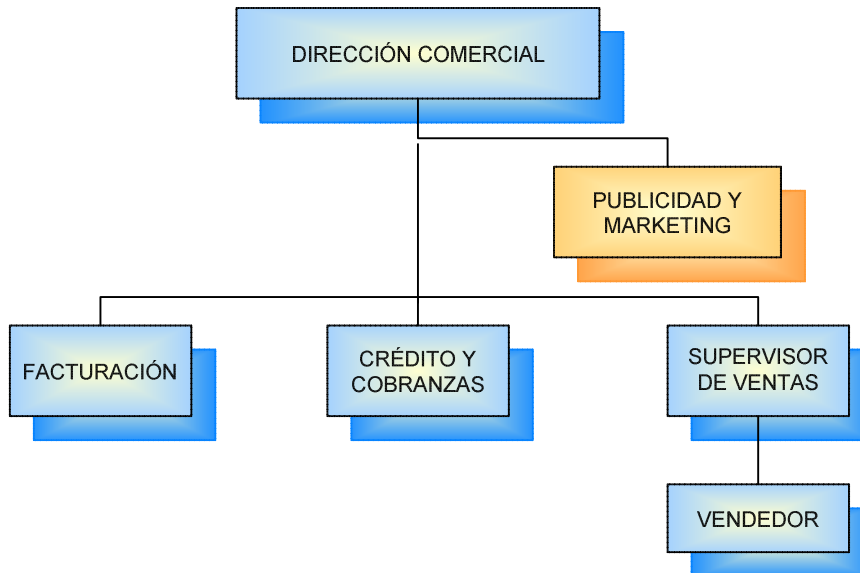 DIRECCIÓN COMERCIAL
PUBLICIDAD Y
MARKETING
FACTURACIÓN
CRÉDITO Y
COBRANZAS
SUPERVISOR
DE VENTAS
VENDEDOR